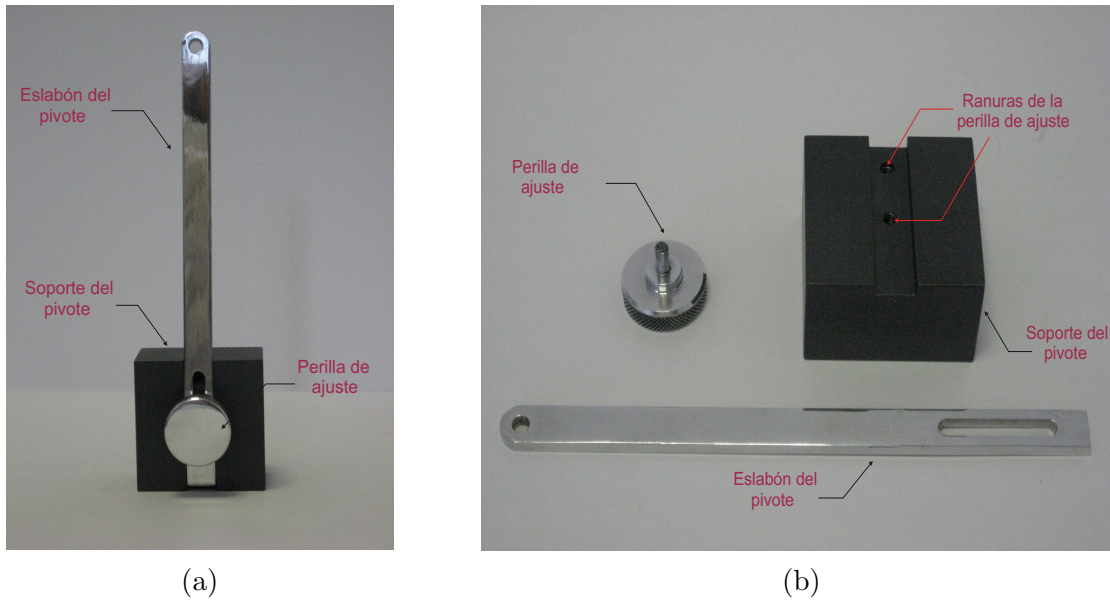 Eslabón del
pivote
Soporte del
pivote
Perilla de
ajuste
(a)
Ranuras de la
perilla de ajuste
Perilla de
ajuste
Soporte del
pivote
Eslabón del
pivote
(b)